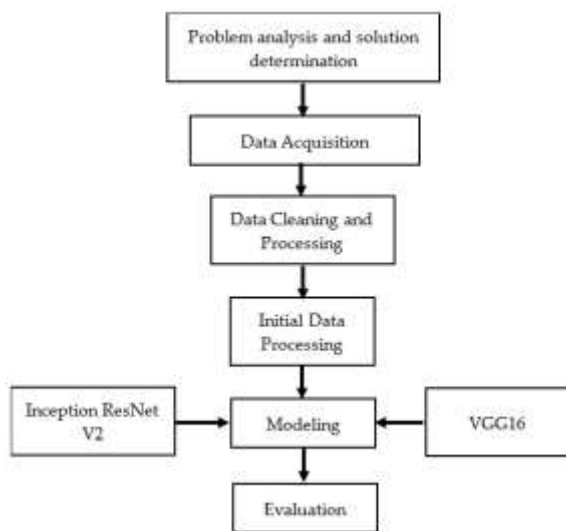 Problem analysis and solution
determination
Data Acquisition
Data Cleaning and
Processing
Initial Data
Processing
Inception ResNet
V2
Modeling
VGG16
Evaluation